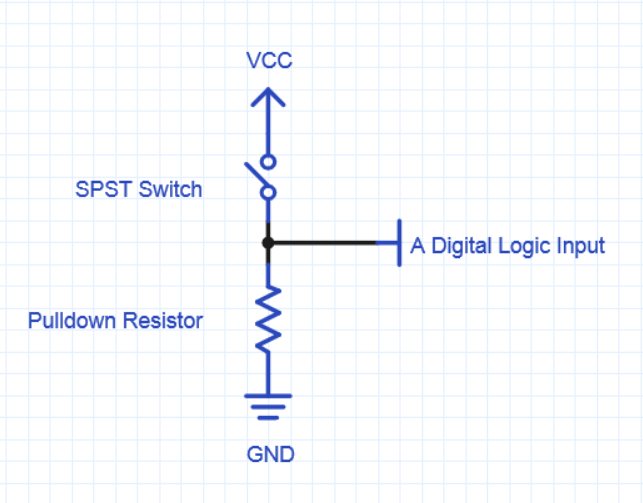 VCC
SPST Switch
A Digital Logic Input
Pulldown Resistor
GND